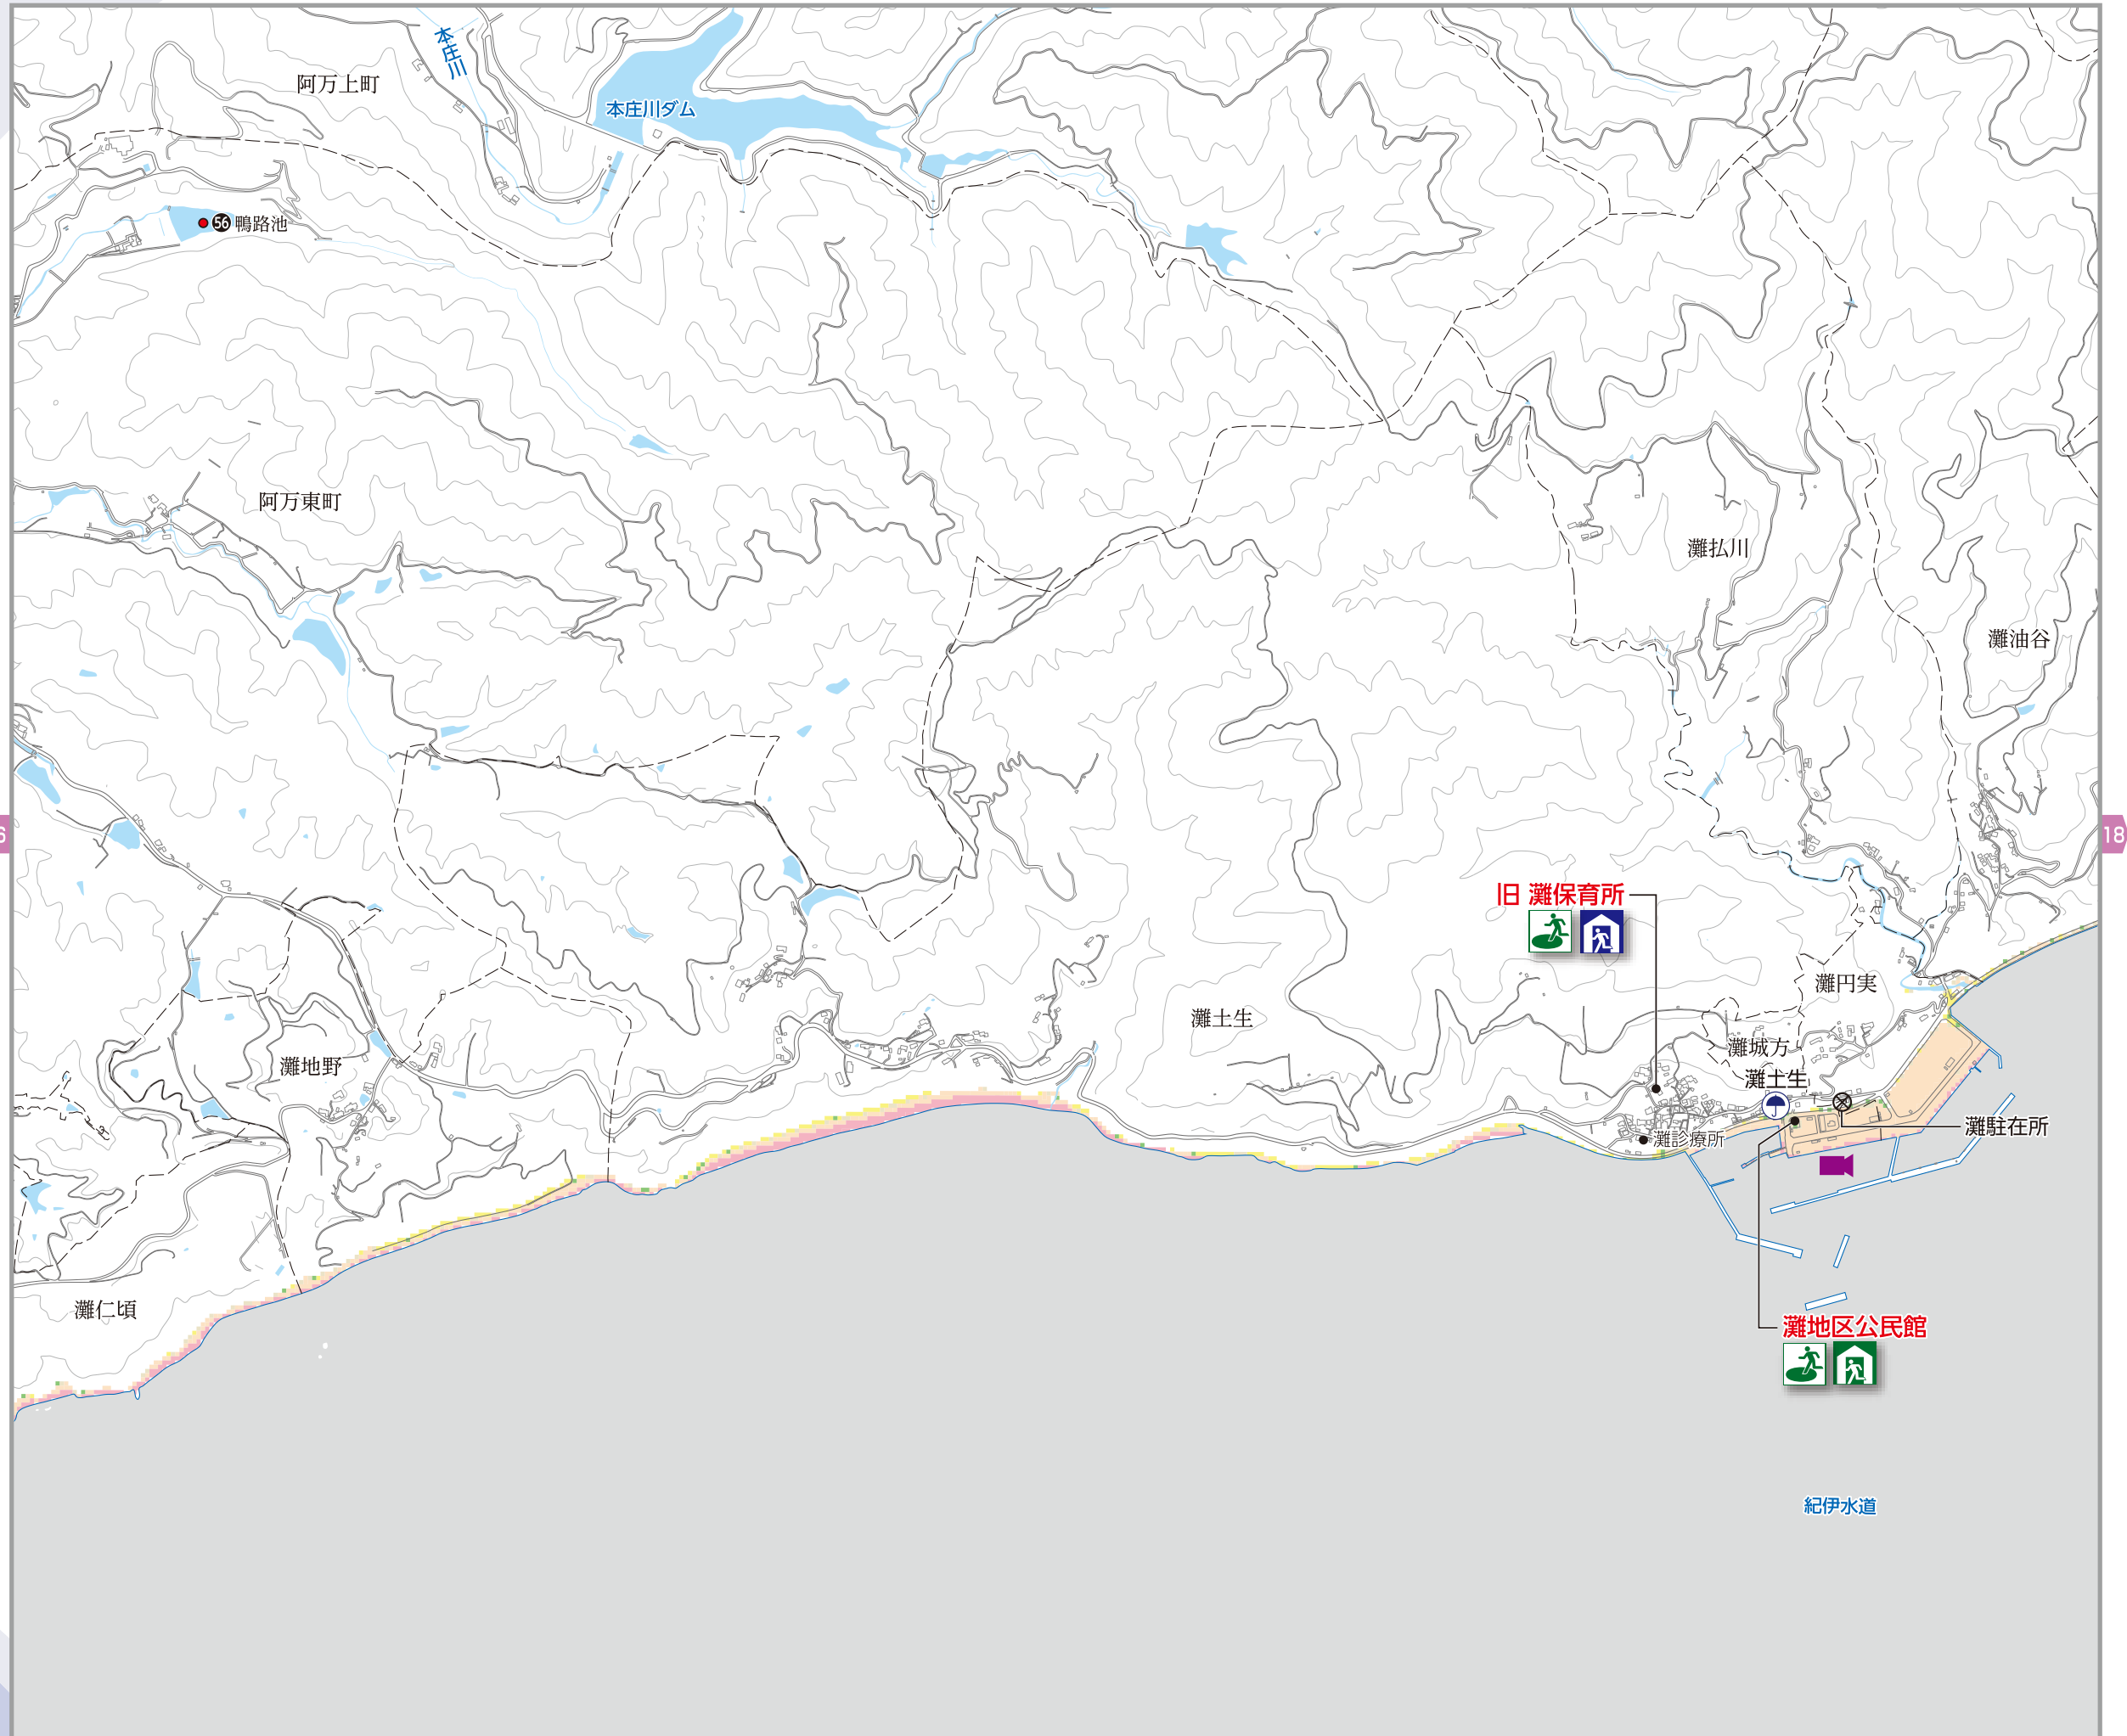 本庄川
阿万上町
本庄川ダム
56 鴨路池
阿万東町
灘払川
灘油谷
18
旧 灘保育所
灘円実
灘土生
灘城方
灘地野
灘土生
灘駐在所
灘診療所
灘仁頃
灘地区公民館
紀伊水道